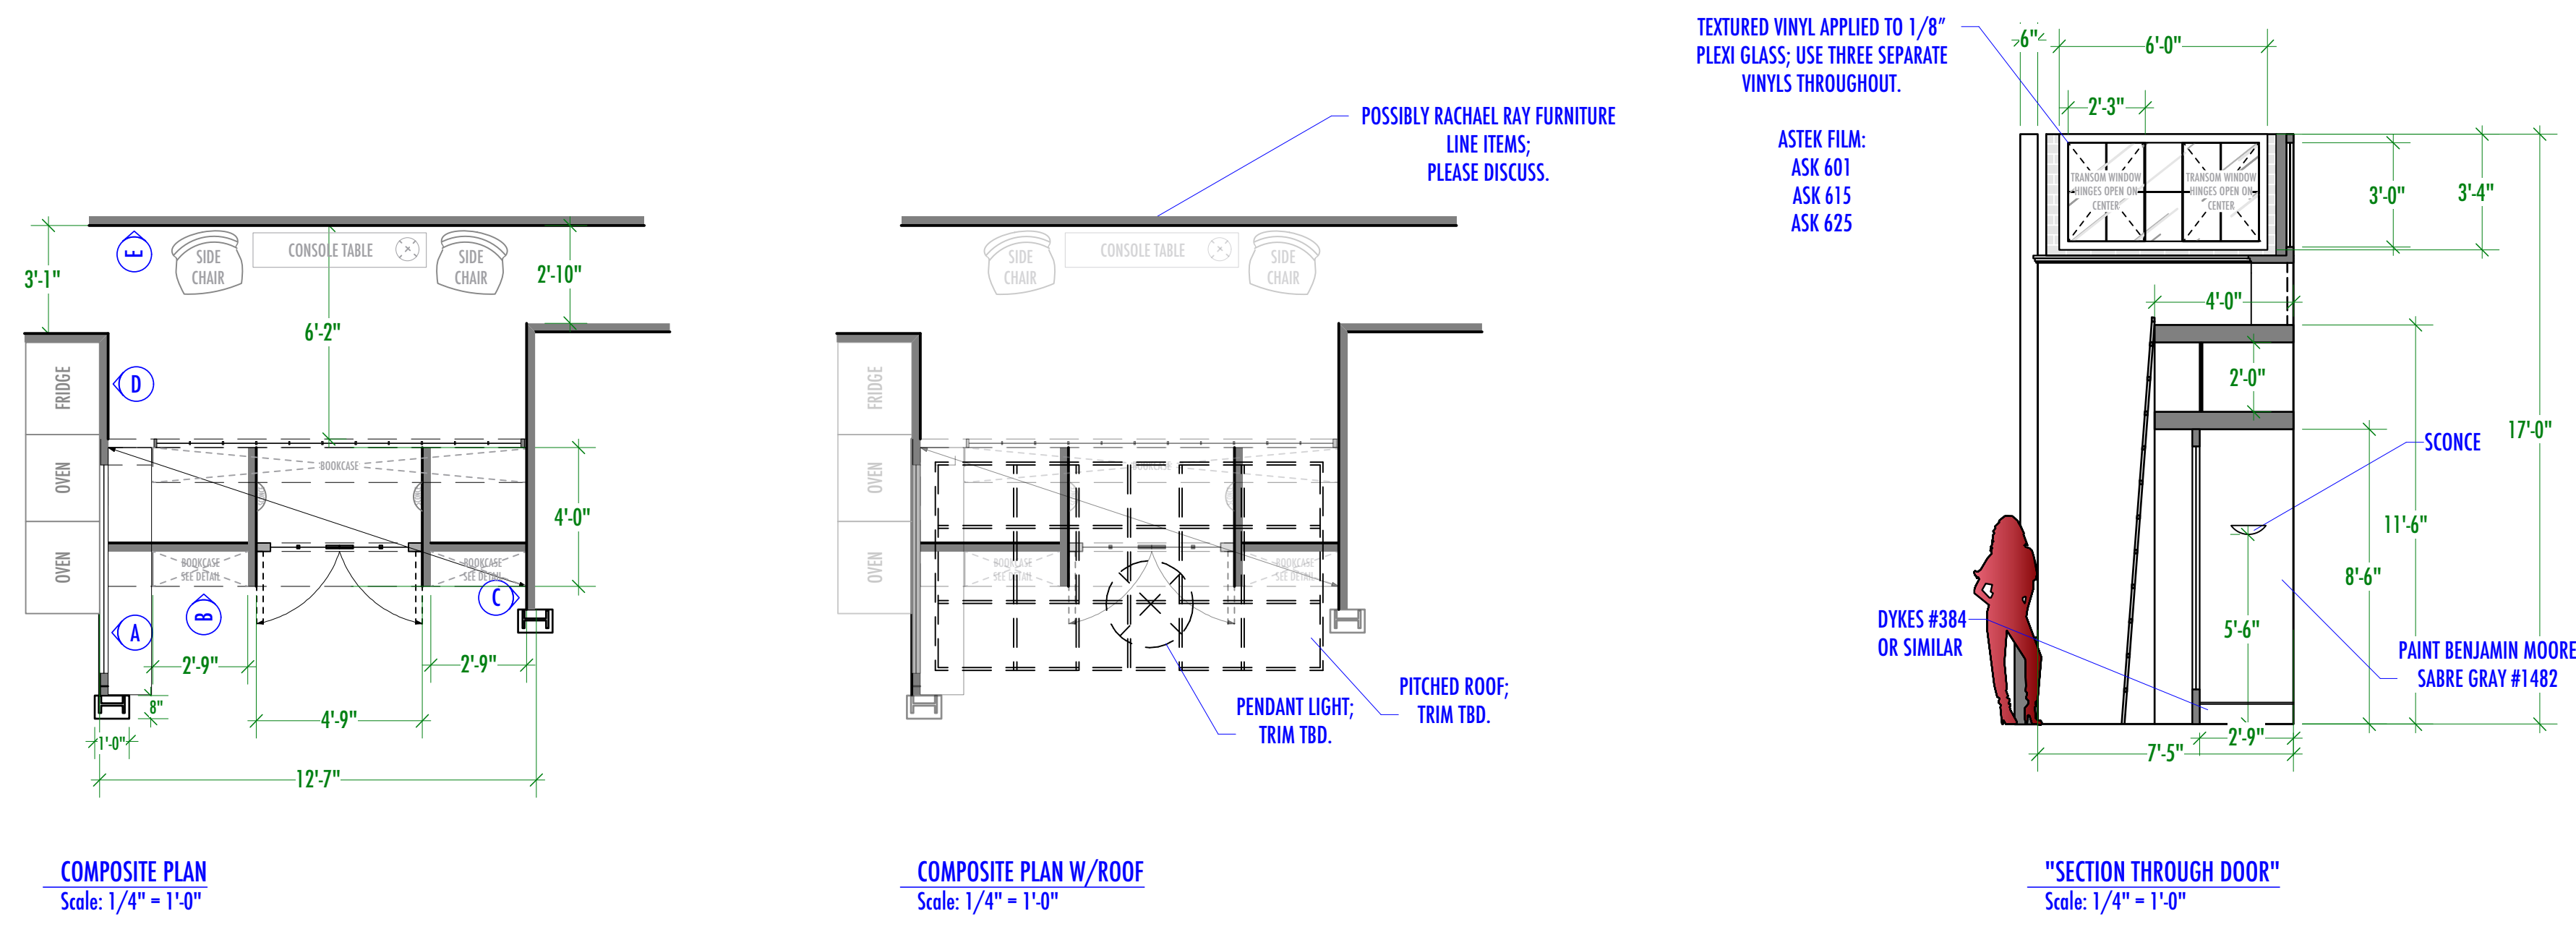 3'-1"
E
SIDE
CHAIR
CONSOLE TABLE
SIDE
CHAIR
2'-10"
6'-2"
FRIDGE
D
OVEN
BOOKCASE
4'-0"
OVEN
BOOKCASE
SEE DETAIL
BOOKCASE
SEE DETAIL
B
C
A
2'-9"
2'-9"
8"
4'-9"
1'-0"
12'-7"
COMPOSITE PLAN
Scale: 1/4" = 1'-0"
POSSIBLY RACHAEL RAY FURNITURE
LINE ITEMS;
PLEASE DISCUSS.
SIDE
CHAIR
CONSOLE TABLE
SIDE
CHAIR
FRIDGE
OVEN
BOOKCASE
OVEN
BOOKCASE
SEE DETAIL
BOOKCASE
SEE DETAIL
PENDANT LIGHT;
TRIM TBD.
PITCHED ROOF;
TRIM TBD.
COMPOSITE PLAN W/ROOF
Scale: 1/4" = 1'-0"
TEXTURED VINYL APPLIED TO 1/8”
PLEXI GLASS; USE THREE SEPARATE
VINYLS THROUGHOUT.
ASTEK FILM:
ASK 601
ASK 615
ASK 625
6"
6'-0"
2'-3"
TRANSOM WINDOW
HINGES OPEN ON
CENTER
TRANSOM WINDOW
HINGES OPEN ON
CENTER
3'-0"
3'-4"
4'-0"
2'-0"
17'-0"
SCONCE
11'-6"
8'-6"
DYKES #384
OR SIMILAR
5'-6"
PAINT BENJAMIN MOORE
SABRE GRAY #1482
2'-9"
7'-5"
"SECTION THROUGH DOOR"
Scale: 1/4" = 1'-0"